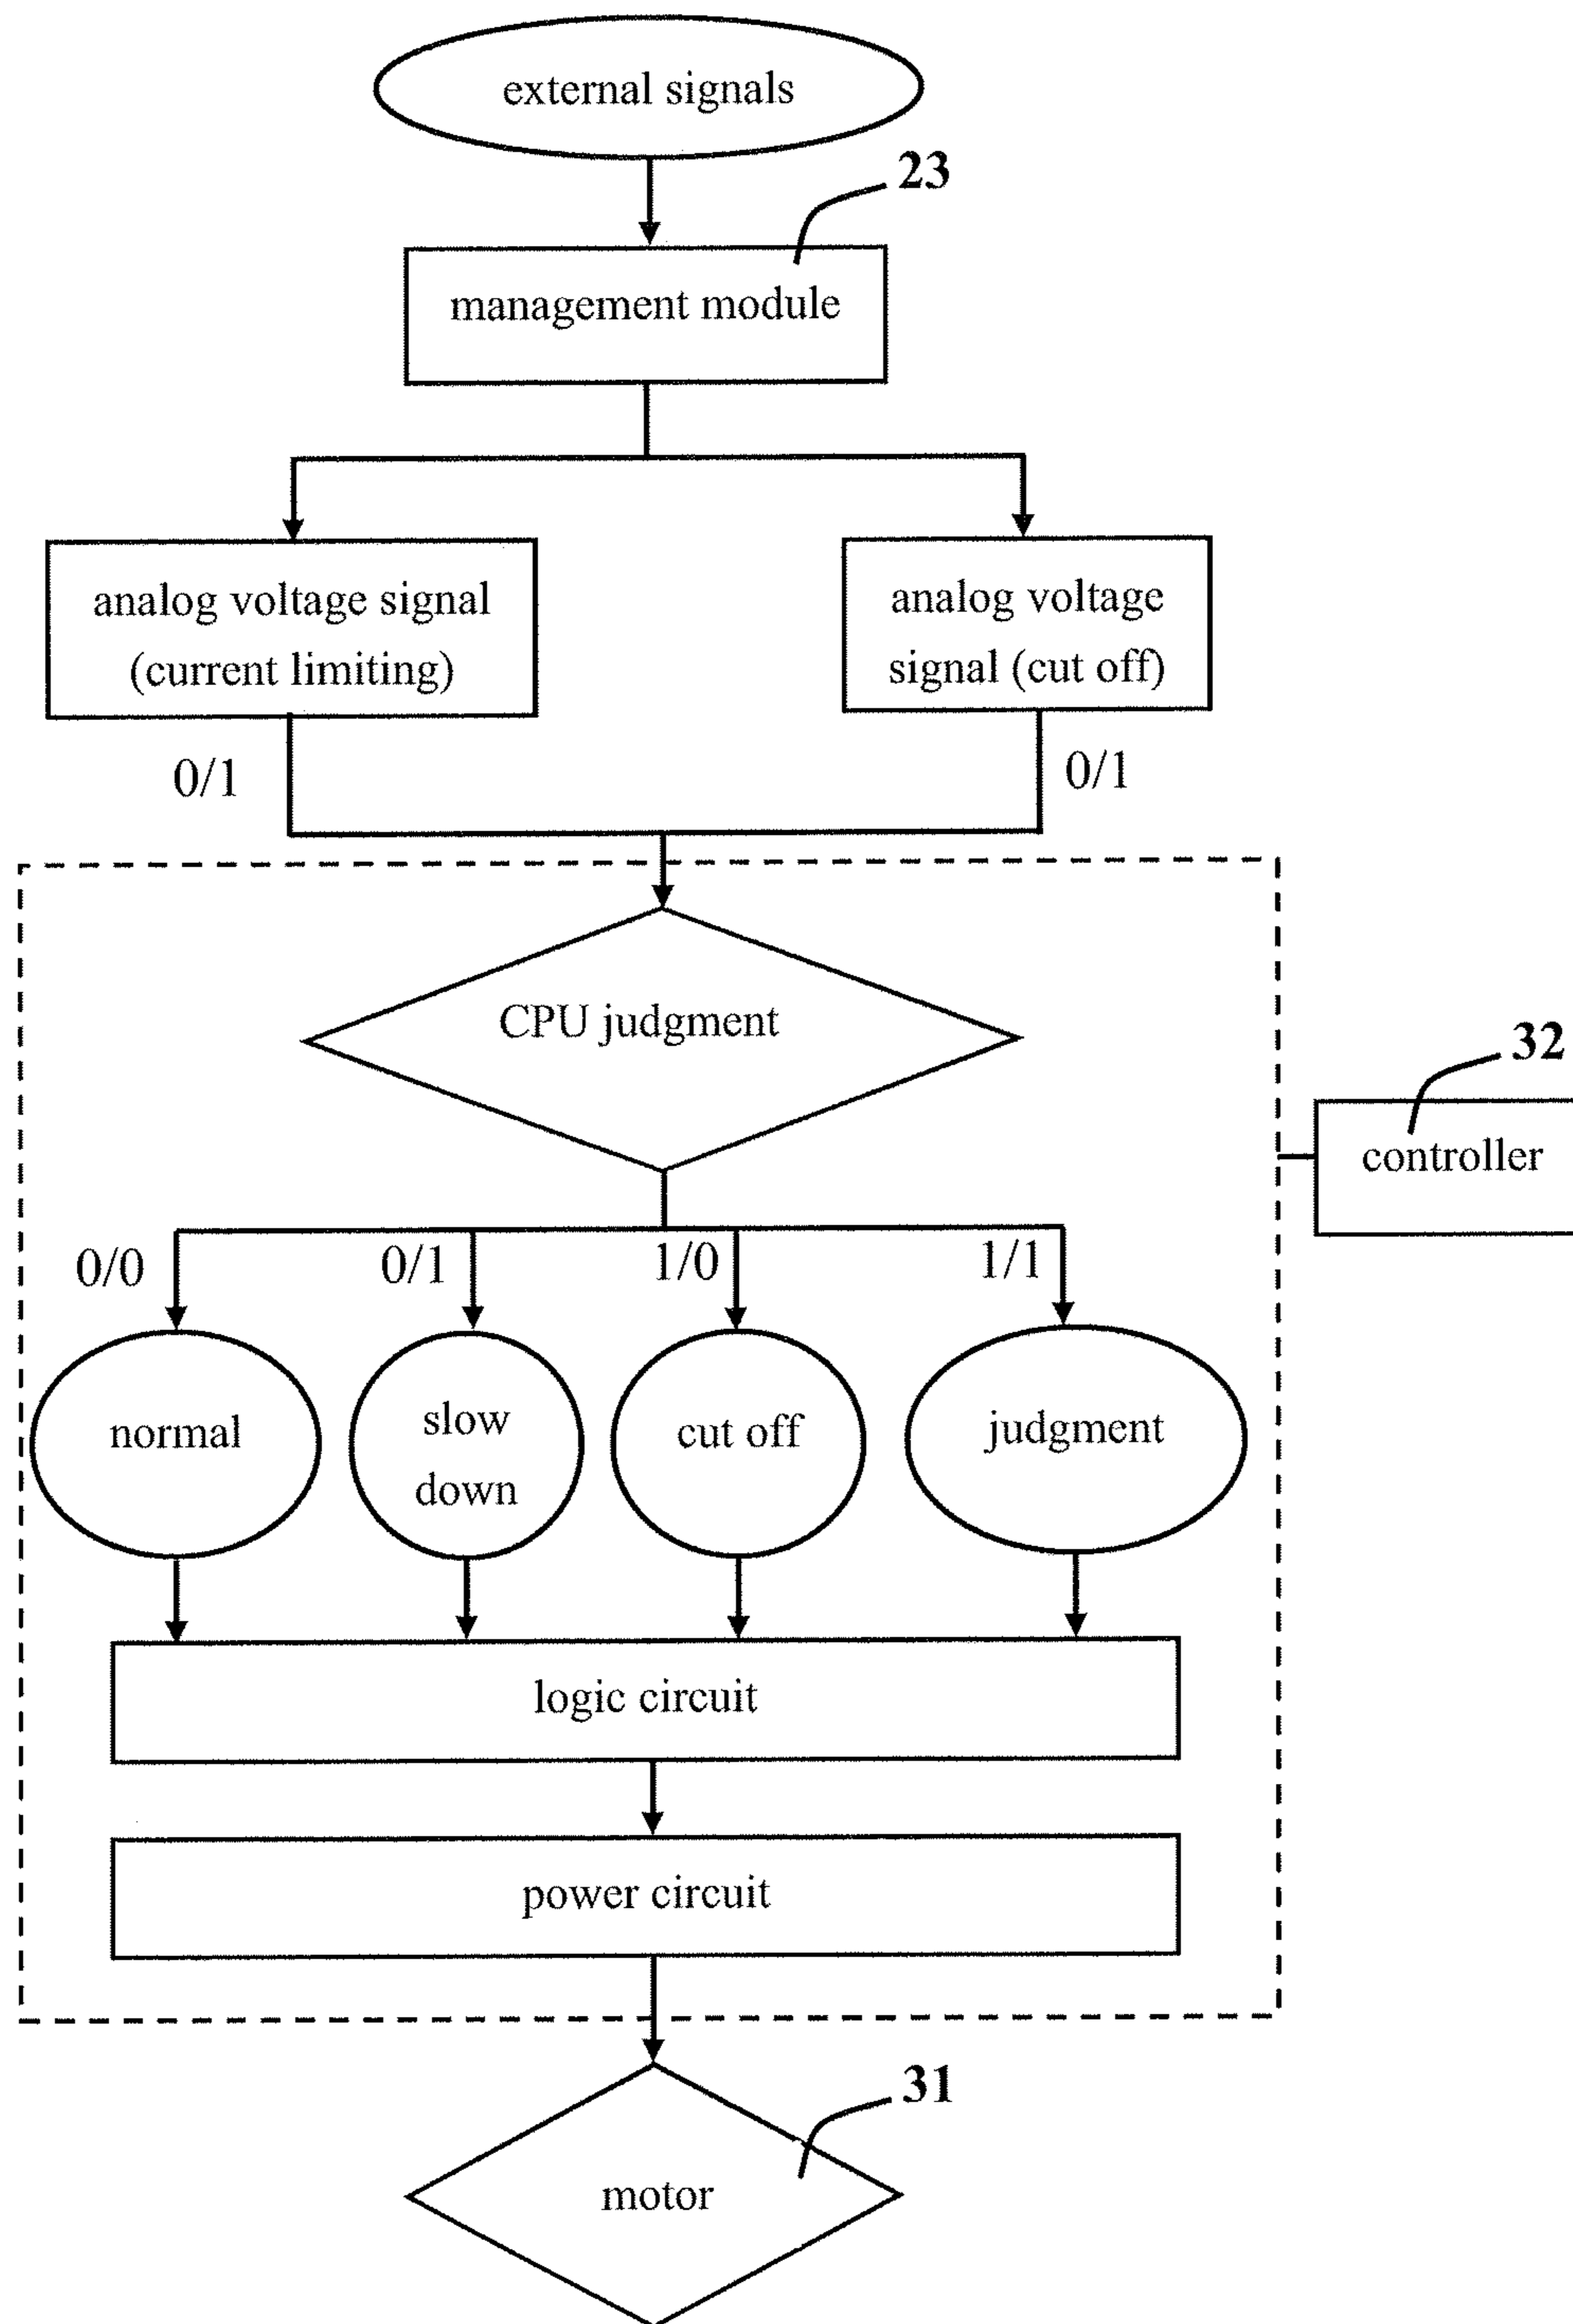 external signals
23
management module
analog voltage signal
(current limiting)
analog voltage
signal (cut off)
0/1
0/1
CPU judgment
32
controller
0/0
0/1
1/0
1/1
normal
slow
down
cut off
judgment
logic circuit
power circuit
31
motor